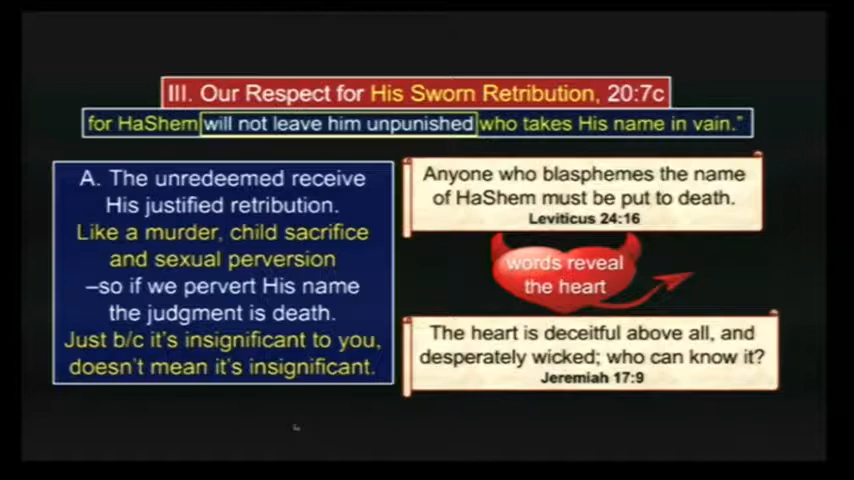 III. Our Respect for His Sworn Retribution, 20:7c
for HaShem will not leave him unpunished who takes His name in vain."
A. The unredeemed receive
His justified retribution.
Like a murder, child sacrifice
and sexual perversion
–so if we pervert His name
the judgment is death.
Just b/c it's insignificant to you,
doesn't mean it's insignificant.
Anyone who blasphemes the name
of HaShem must be put to death.
Leviticus 24:16
words reveal
the heart
The heart is deceitful above all, and
desperately wicked; who can know it?
Jeremiah 17:9